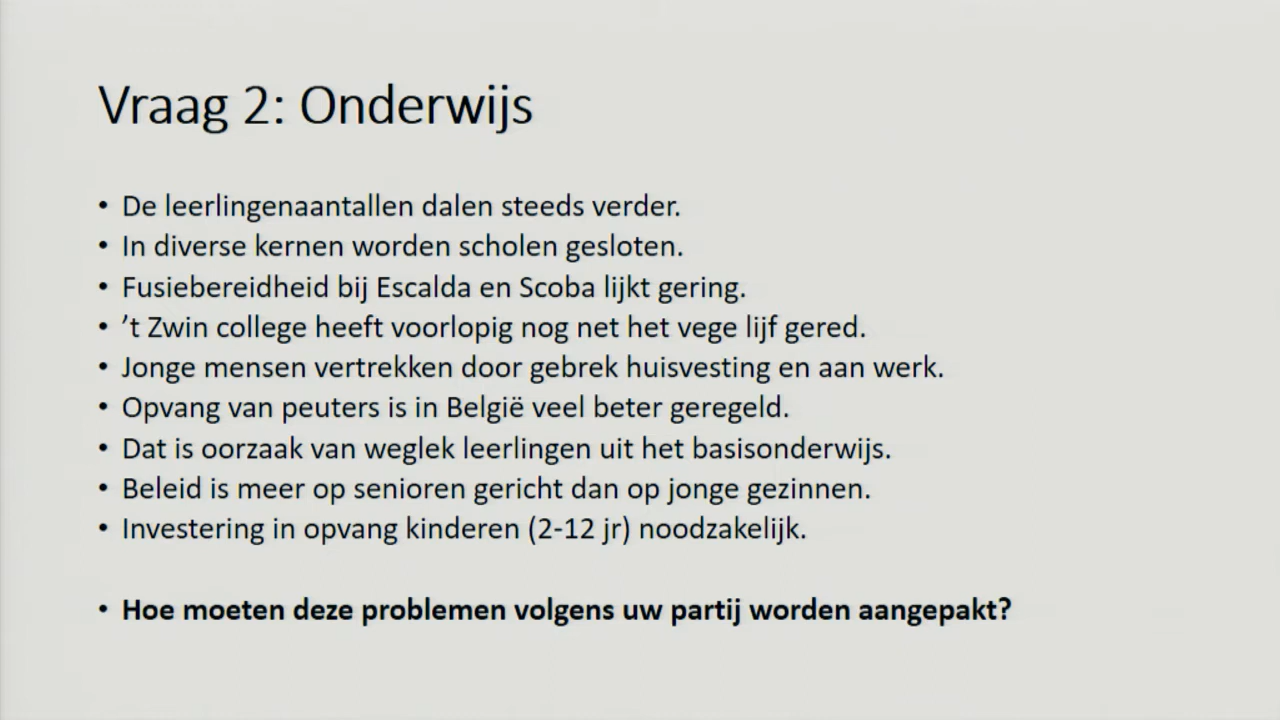 Vraag 2: Onderwijs
• De leerlingenaantallen dalen steeds verder.
• In diverse kernen worden scholen gesloten.
• Fusiebereidheid bij Escalda en Scoba lijkt gering.
• ’t Zwin college heeft voorlopig nog net het vege lijf gered.
• Jonge mensen vertrekken door gebrek huisvesting en aan werk.
• Opvang van peuters is in België veel beter geregeld.
• Dat is oorzaak van weglek leerlingen uit het basisonderwijs.
• Beleid is meer op senioren gericht dan op jonge gezinnen.
• Investering in opvang kinderen (2-12 jr) noodzakelijk.
• Hoe moeten deze problemen volgens uw partij worden aangepakt?